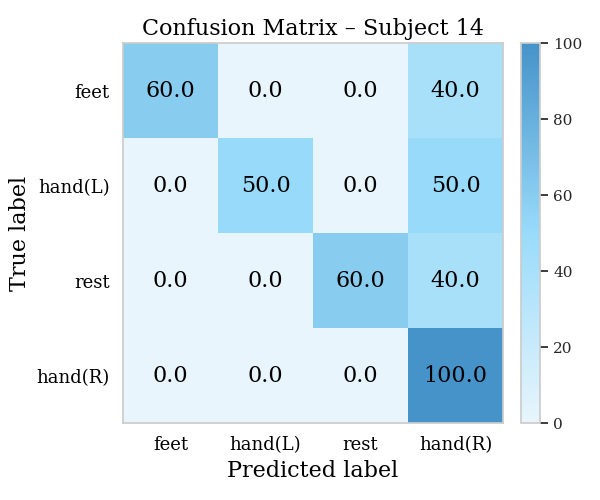 Confusion Matrix – Subject 14
True label
feet 60.0 0.0 0.0 40.0
hand(L) 0.0 50.0 0.0 50.0
rest 0.0 0.0 60.0 40.0
hand(R) 0.0 0.0 0.0 100.0
feet hand(L) rest hand(R)
Predicted label
100
80
60
40
20
0